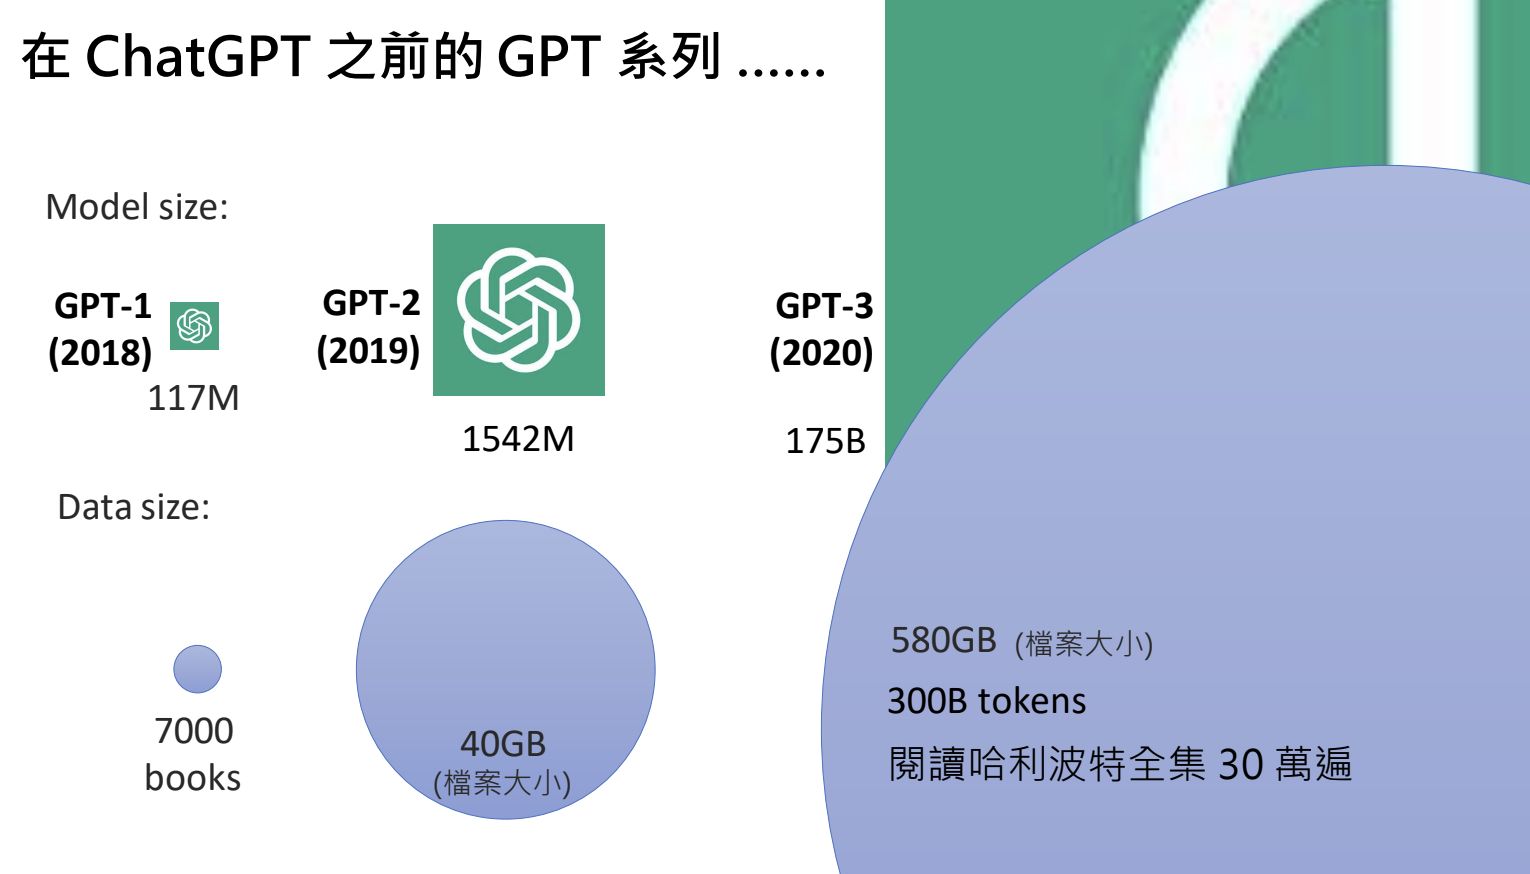 在 ChatGPT 之前的 GPT 系列 ......
Model size:
GPT-1
(2018)
117M
GPT-2
(2019)
1542M
GPT-3
(2020)
175B
Data size:
7000
books
40GB
(檔案大小)
580GB (檔案大小)
300B tokens
閱讀哈利波特全集 30 萬遍